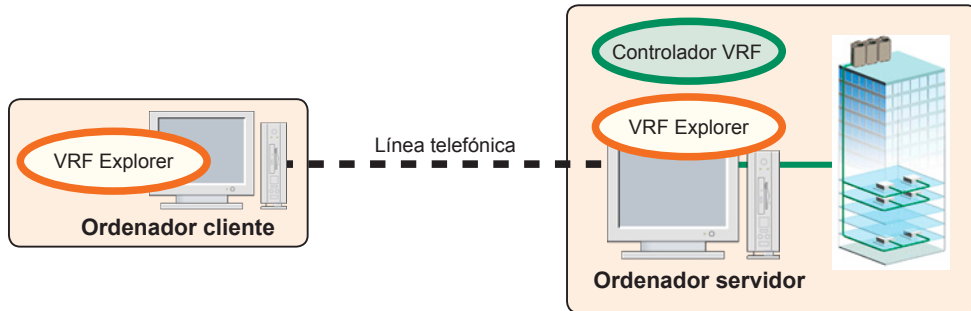 VRF Explorer
Ordenador cliente
Línea telefónica
Controlador VRF
VRF Explorer
Ordenador servidor